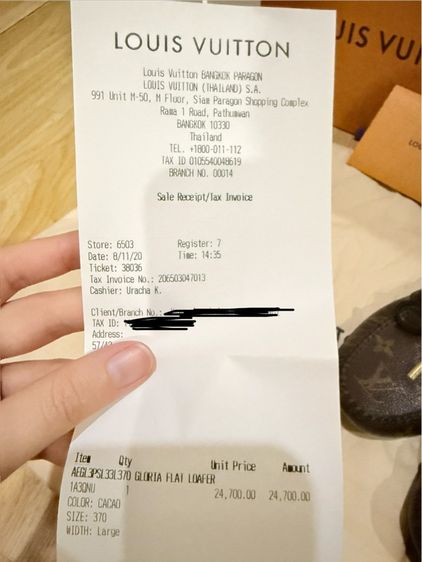 LOUIS VUITTON
Louis Vuitton BANGKOK PARAGON
LOUIS VUITTON (THAILAND) S.A.
991 Unit M-50, M Floor, Siam Paragon Shopping Complex
Rama 1 Road, Pathumwan
BANGKOK 10330
Thailand
TEL. +1800-011-112
TAX ID 0105540048619
BRANCH NO. 00014
Sale Receipt/Tax Invoice
Store: 6503 Register: 7
Date: 8/11/20 Time: 14:35
Ticket: 38036
Tax Invoice No.: 206503047013
Cashier: Uracha K.
Client/Branch No.:
TAX ID:
Address:
Item Qty Unit Price Amount
AEGL3PSL33L370 GLORIA FLAT LOAFER
1A3QNU 1 24,700.00 24,700.00
COLOR: CACAO
SIZE: 370
WIDTH: Large
UIS VUI
LOU